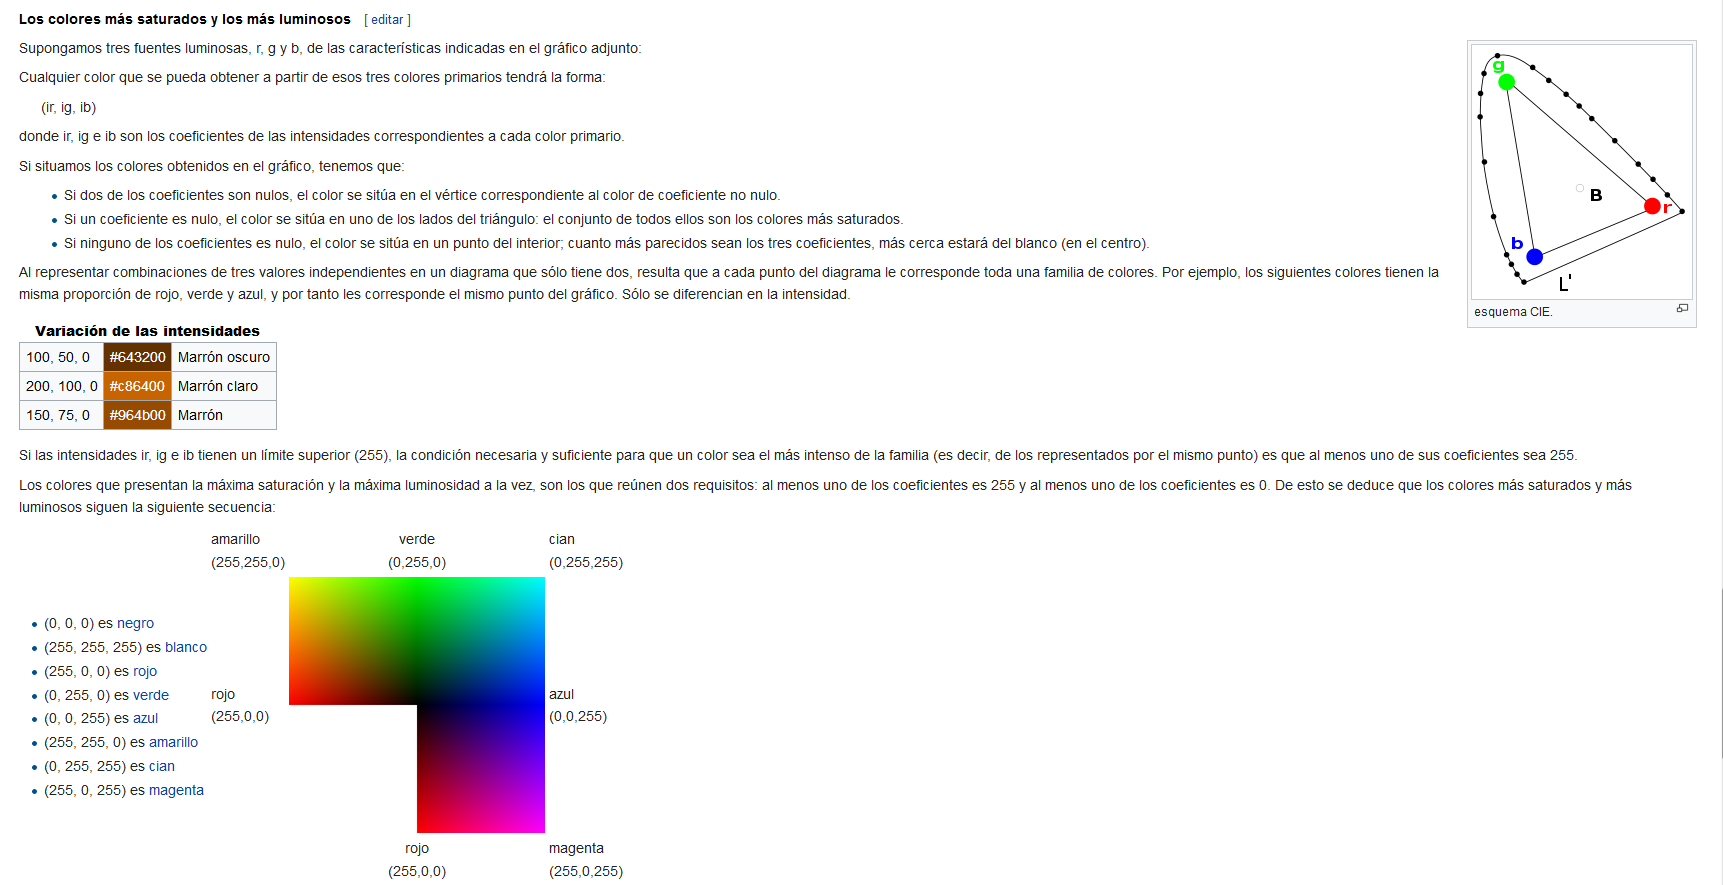 Los colores más saturados y los más luminosos [ editar ]
Supongamos tres fuentes luminosas, r, g y b, de las características indicadas en el gráfico adjunto:
Cualquier color que se pueda obtener a partir de esos tres colores primarios tendrá la forma:
(ir, ig, ib)
donde ir, ig e ib son los coeficientes de las intensidades correspondientes a cada color primario.
Si situamos los colores obtenidos en el gráfico, tenemos que:
Si dos de los coeficientes son nulos, el color se sitúa en el vértice correspondiente al color de coeficiente no nulo.
Si un coeficiente es nulo, el color se sitúa en uno de los lados del triángulo: el conjunto de todos ellos son los colores más saturados.
Si ninguno de los coeficientes es nulo, el color se sitúa en un punto del interior; cuanto más parecidos sean los tres coeficientes, más cerca estará del blanco (en el centro).
Al representar combinaciones de tres valores independientes en un diagrama que sólo tiene dos, resulta que a cada punto del diagrama le corresponde toda una familia de colores. Por ejemplo, los siguientes colores tienen la
misma proporción de rojo, verde y azul, y por tanto les corresponde el mismo punto del gráfico. Sólo se diferencian en la intensidad.
g
B
r
b
L'
esquema CIE.
Variación de las intensidades
100, 50, 0 #643200 Marrón oscuro
200, 100, 0 #c86400 Marrón claro
150, 75, 0 #964b00 Marrón
Si las intensidades ir, ig e ib tienen un límite superior (255), la condición necesaria y suficiente para que un color sea el más intenso de la familia (es decir, de los representados por el mismo punto) es que al menos uno de sus coeficientes sea 255.
Los colores que presentan la máxima saturación y la máxima luminosidad a la vez, son los que reúnen dos requisitos: al menos uno de los coeficientes es 255 y al menos uno de los coeficientes es 0. De esto se deduce que los colores más saturados y más
luminosos siguen la siguiente secuencia:
(0, 0, 0) es negro
(255, 255, 255) es blanco
(255, 0, 0) es rojo
(0, 255, 0) es verde
(0, 0, 255) es azul
(255, 255, 0) es amarillo
(0, 255, 255) es cian
(255, 0, 255) es magenta
amarillo verde cian
(255,255,0) (0,255,0) (0,255,255)
rojo azul
(255,0,0) (0,0,255)
rojo magenta
(255,0,0) (255,0,255)